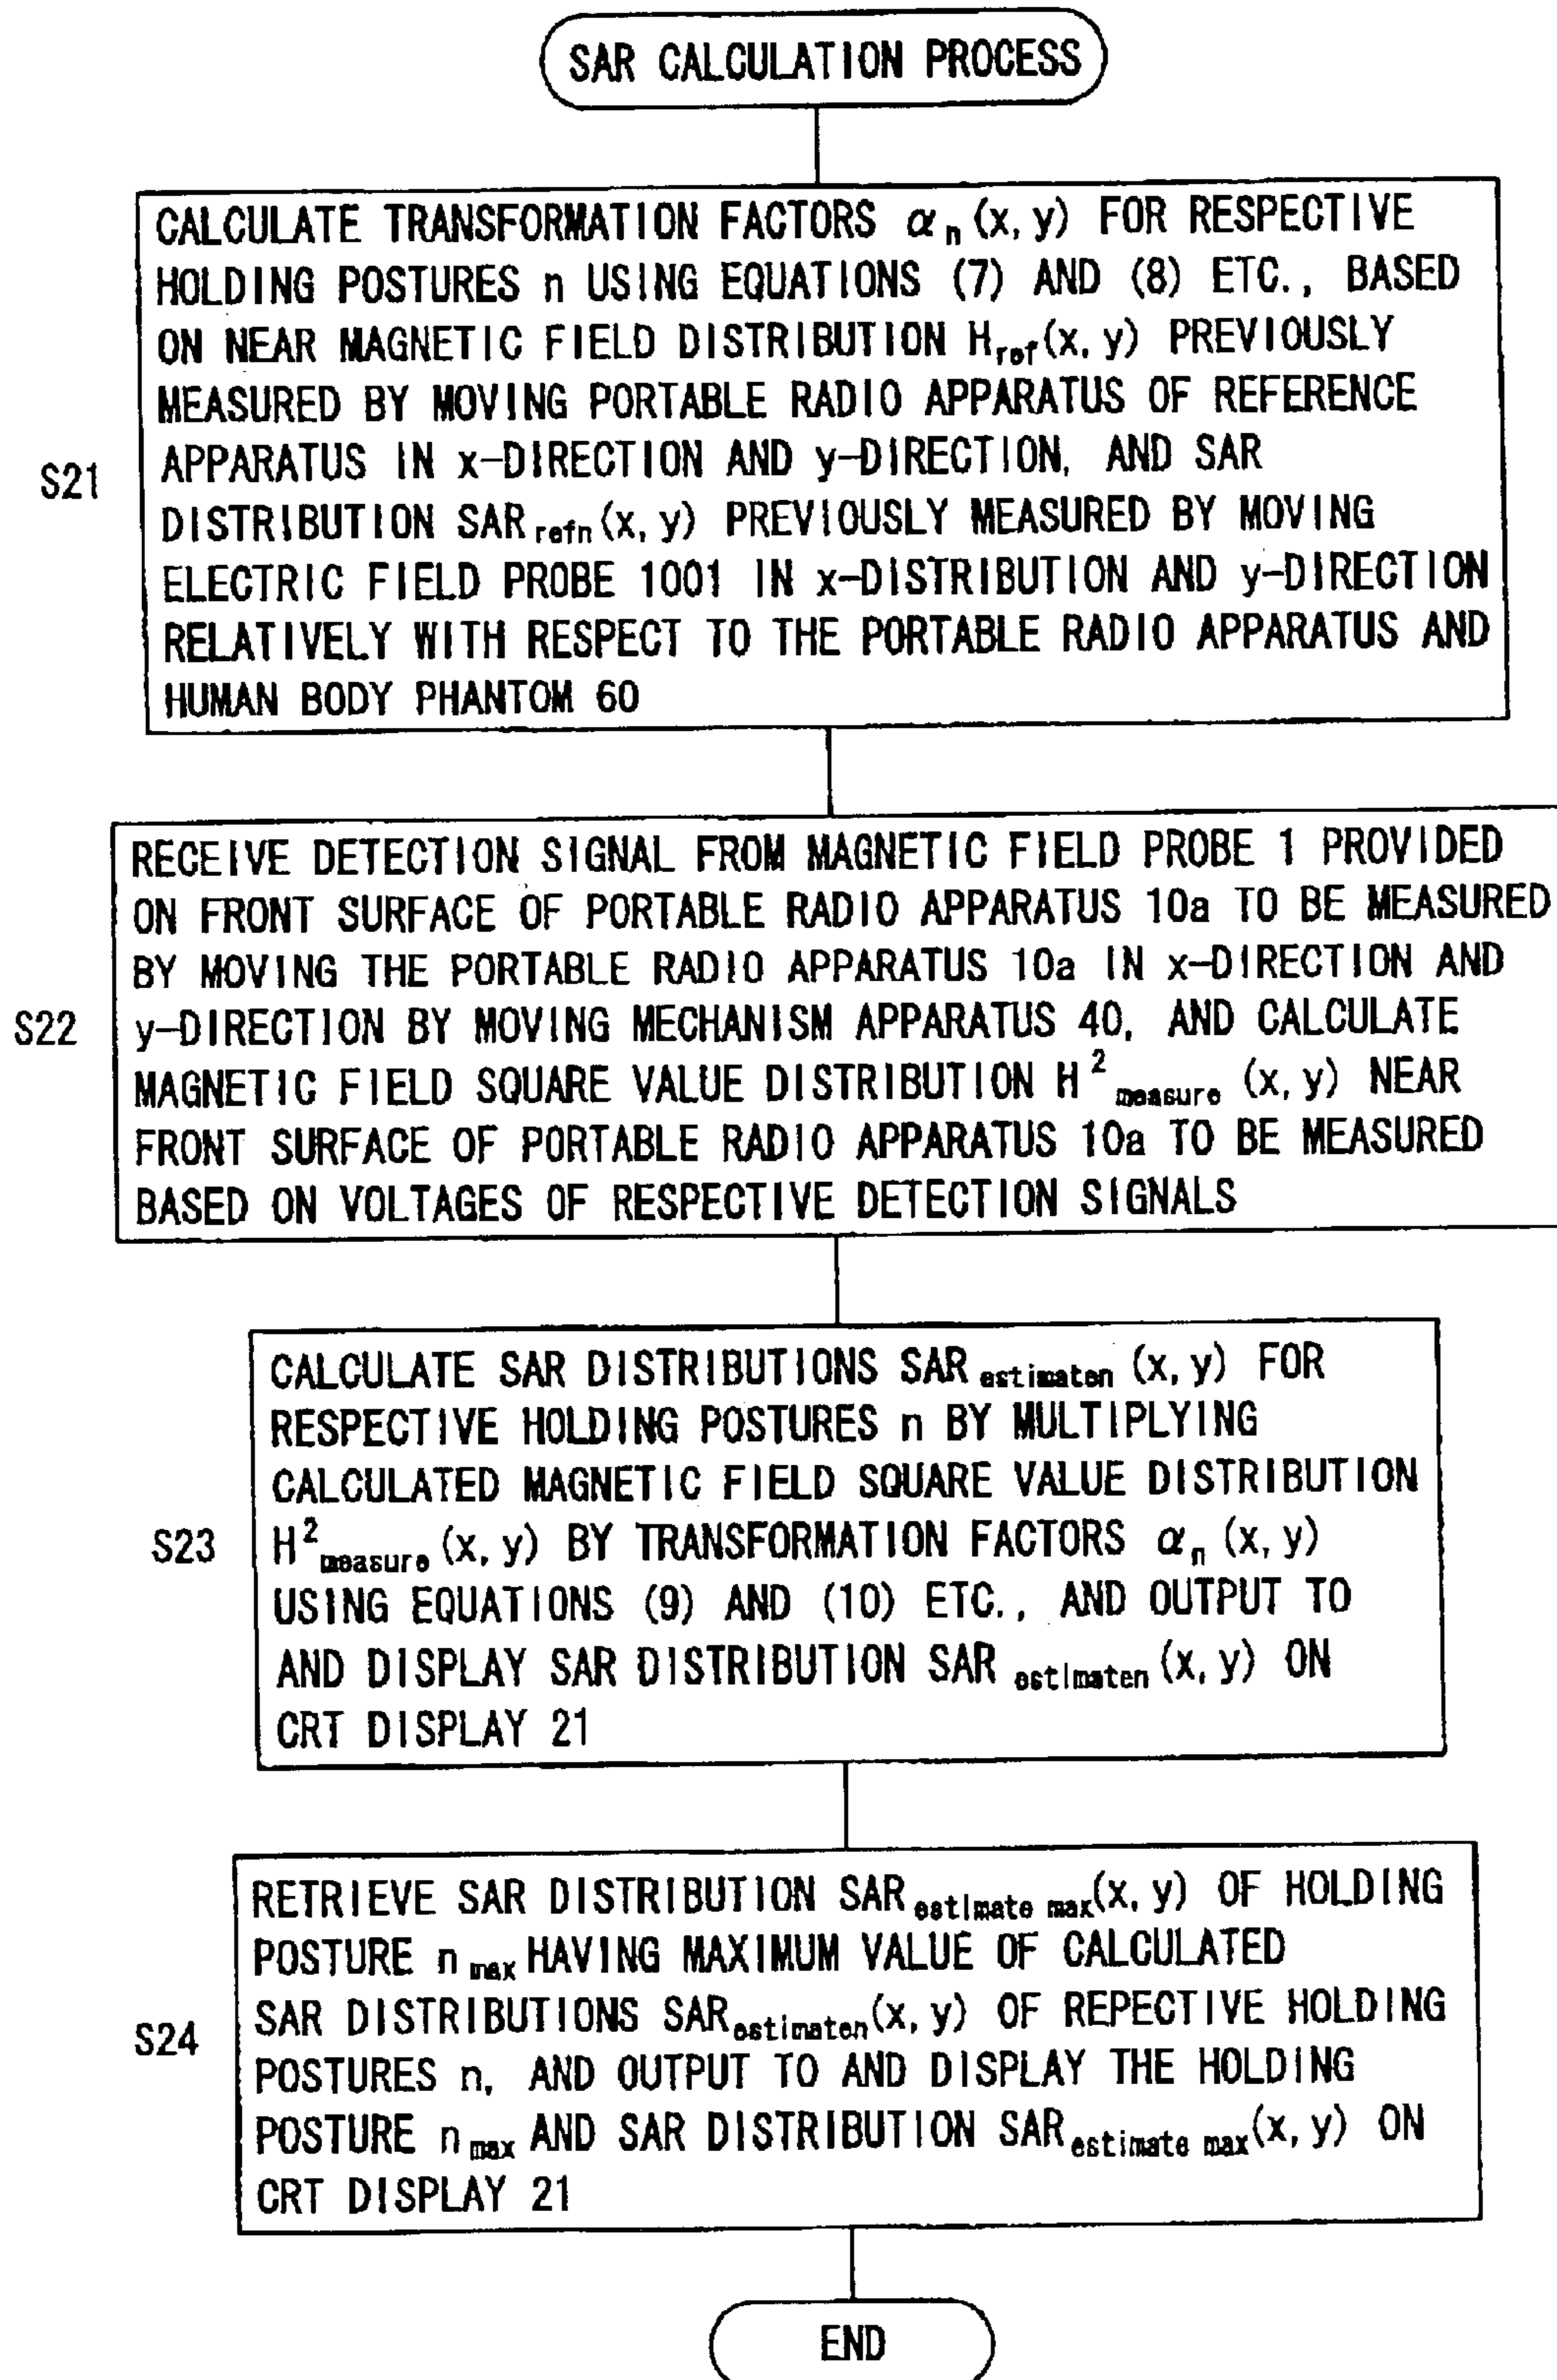 SAR CALCULATION PROCESS
S21
CALCULATE TRANSFORMATION FACTORS αn(x, y) FOR RESPECTIVE
HOLDING POSTURES n USING EQUATIONS (7) AND (8) ETC., BASED
ON NEAR MAGNETIC FIELD DISTRIBUTION Href(x, y) PREVIOUSLY
MEASURED BY MOVING PORTABLE RADIO APPARATUS OF REFERENCE
APPARATUS IN x-DIRECTION AND y-DIRECTION, AND SAR
DISTRIBUTION SARrefn(x, y) PREVIOUSLY MEASURED BY MOVING
ELECTRIC FIELD PROBE 1001 IN x-DISTRIBUTION AND y-DIRECTION
RELATIVELY WITH RESPECT TO THE PORTABLE RADIO APPARATUS AND
HUMAN BODY PHANTOM 60
S22
RECEIVE DETECTION SIGNAL FROM MAGNETIC FIELD PROBE 1 PROVIDED
ON FRONT SURFACE OF PORTABLE RADIO APPARATUS 10a TO BE MEASURED
BY MOVING THE PORTABLE RADIO APPARATUS 10a IN x-DIRECTION AND
y-DIRECTION BY MOVING MECHANISM APPARATUS 40, AND CALCULATE
MAGNETIC FIELD SQUARE VALUE DISTRIBUTION H²measure (x, y) NEAR
FRONT SURFACE OF PORTABLE RADIO APPARATUS 10a TO BE MEASURED
BASED ON VOLTAGES OF RESPECTIVE DETECTION SIGNALS
S23
CALCULATE SAR DISTRIBUTIONS SARestimaten (x, y) FOR
RESPECTIVE HOLDING POSTURES n BY MULTIPLYING
CALCULATED MAGNETIC FIELD SQUARE VALUE DISTRIBUTION
H²measure (x, y) BY TRANSFORMATION FACTORS αn (x, y)
USING EQUATIONS (9) AND (10) ETC., AND OUTPUT TO
AND DISPLAY SAR DISTRIBUTION SAR estimaten (x, y) ON
CRT DISPLAY 21
S24
RETRIEVE SAR DISTRIBUTION SARestimate max(x, y) OF HOLDING
POSTURE nmax HAVING MAXIMUM VALUE OF CALCULATED
SAR DISTRIBUTIONS SARestimaten(x, y) OF REPECTIVE HOLDING
POSTURES n, AND OUTPUT TO AND DISPLAY THE HOLDING
POSTURE nmax AND SAR DISTRIBUTION SARestimate max(x, y) ON
CRT DISPLAY 21
END